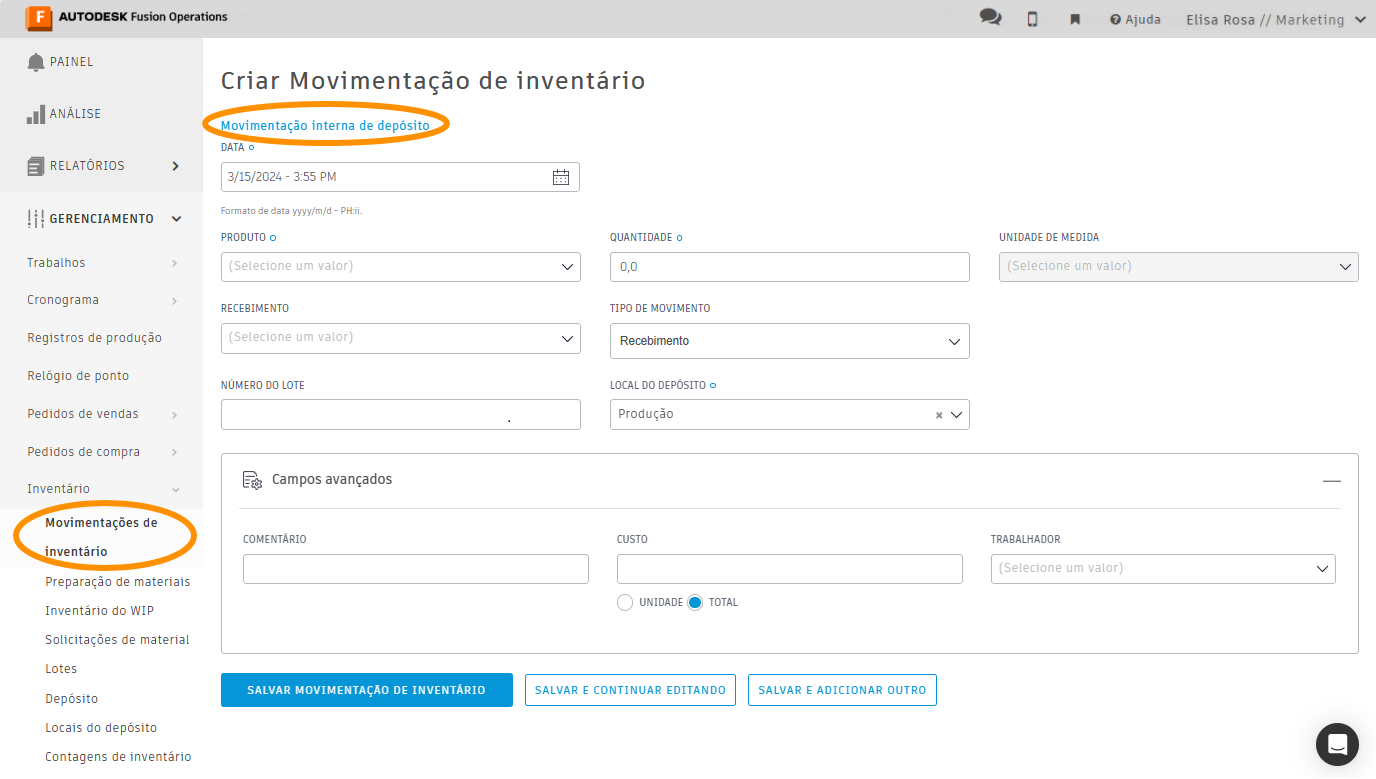 F AUTODESK Fusion Operations
Ajuda
Elisa Rosa // Marketing
PAINEL
ANÁLISE
RELATÓRIOS
GERENCIAMENTO
Trabalhos
Cronograma
Registros de produção
Relógio de ponto
Pedidos de vendas
Pedidos de compra
Inventário
Movimentações de
inventário
Preparação de materiais
Inventário do WIP
Solicitações de material
Lotes
Depósito
Locais do depósito
Contagens de inventário
Criar Movimentação de inventário
Movimentação interna de depósito
DATA
3/15/2024 - 3:55 PM
Formato de data yyyy/m/d - PH:ii.
PRODUTO
(Selecione um valor)
QUANTIDADE
0,0
UNIDADE DE MEDIDA
(Selecione um valor)
RECEBIMENTO
(Selecione um valor)
TIPO DE MOVIMENTO
Recebimento
NÚMERO DO LOTE
.
LOCAL DO DEPÓSITO
Produção
Campos avançados
COMENTÁRIO
CUSTO
UNIDADE TOTAL
TRABALHADOR
(Selecione um valor)
SALVAR MOVIMENTAÇÃO DE INVENTÁRIO
SALVAR E CONTINUAR EDITANDO
SALVAR E ADICIONAR OUTRO